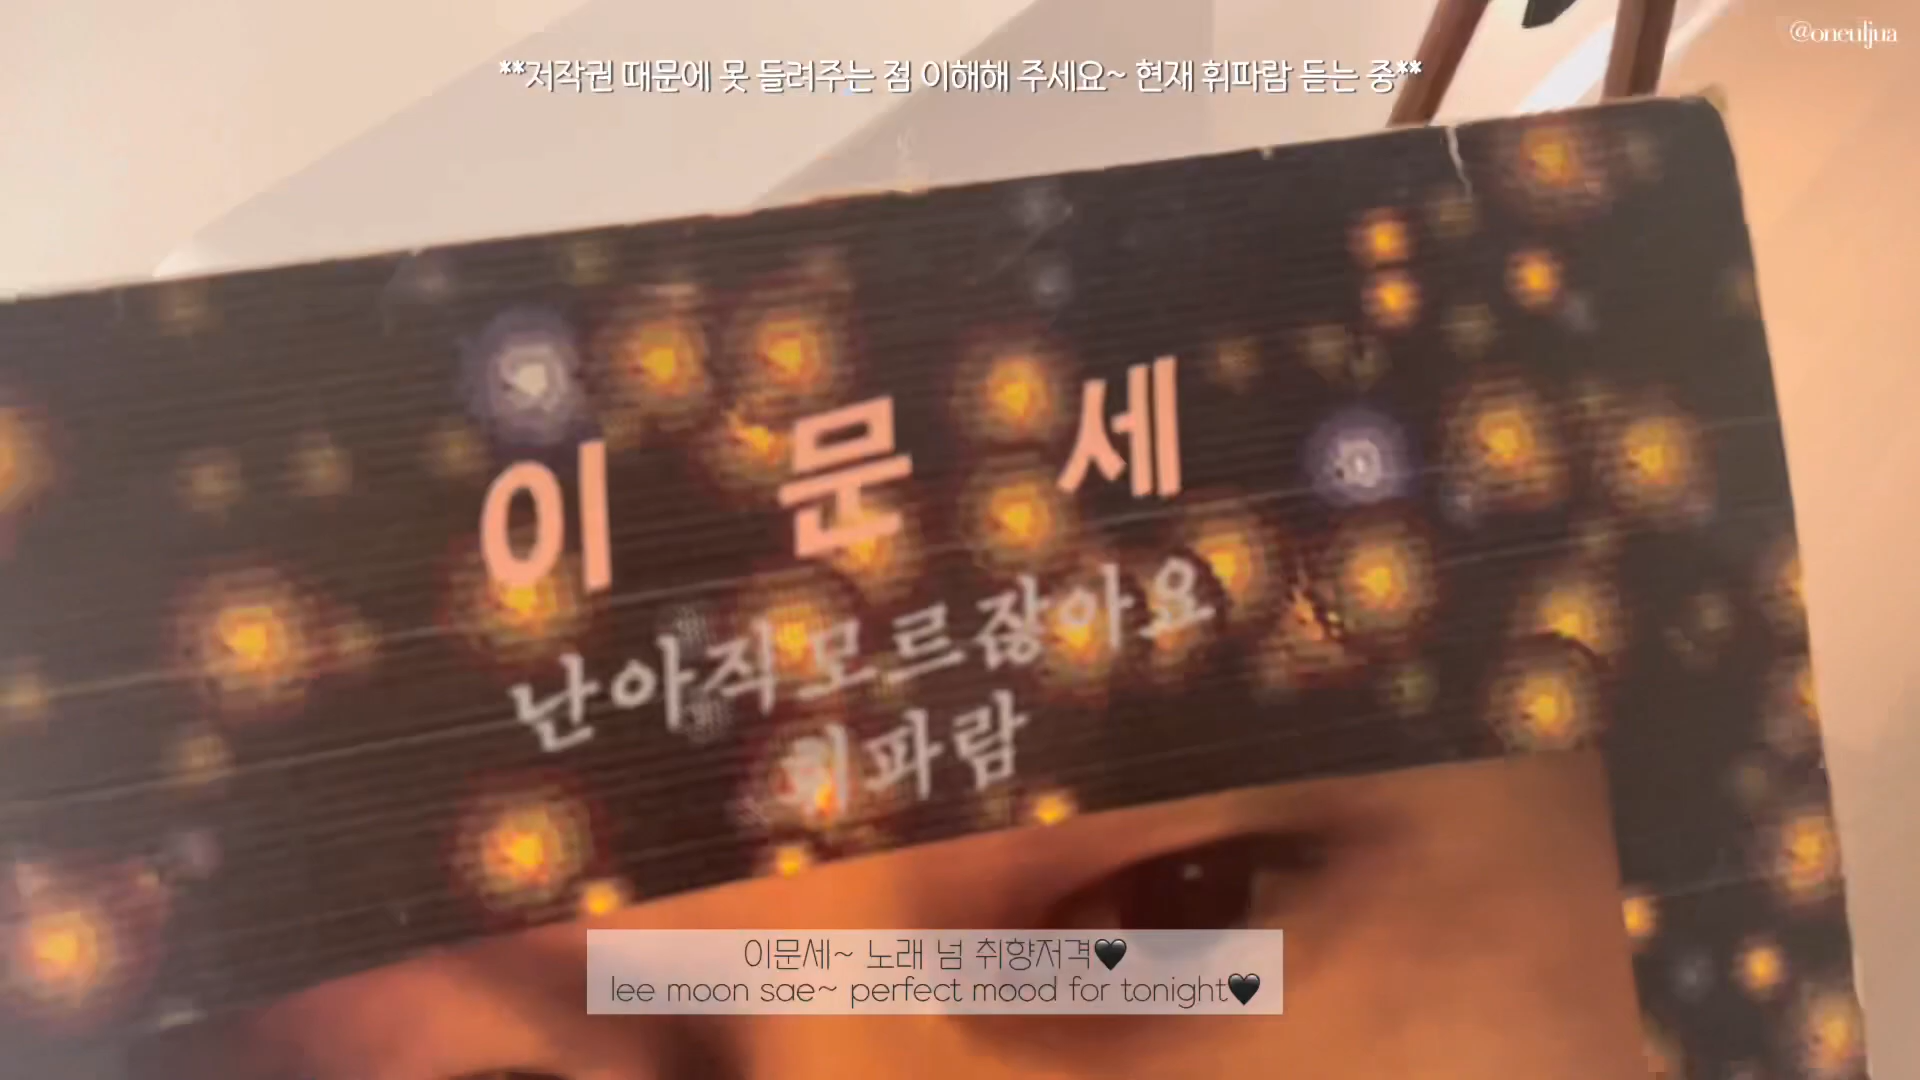 @oneuljua
**저작권 때문에 못 들려주는 점 이해해 주세요~ 현재 휘파람 듣는 중**
이 문 세
난아직모르잖아요
휘파람
이문세~ 노래 넘 취향저격🖤
lee moon sae~ perfect mood for tonight🖤